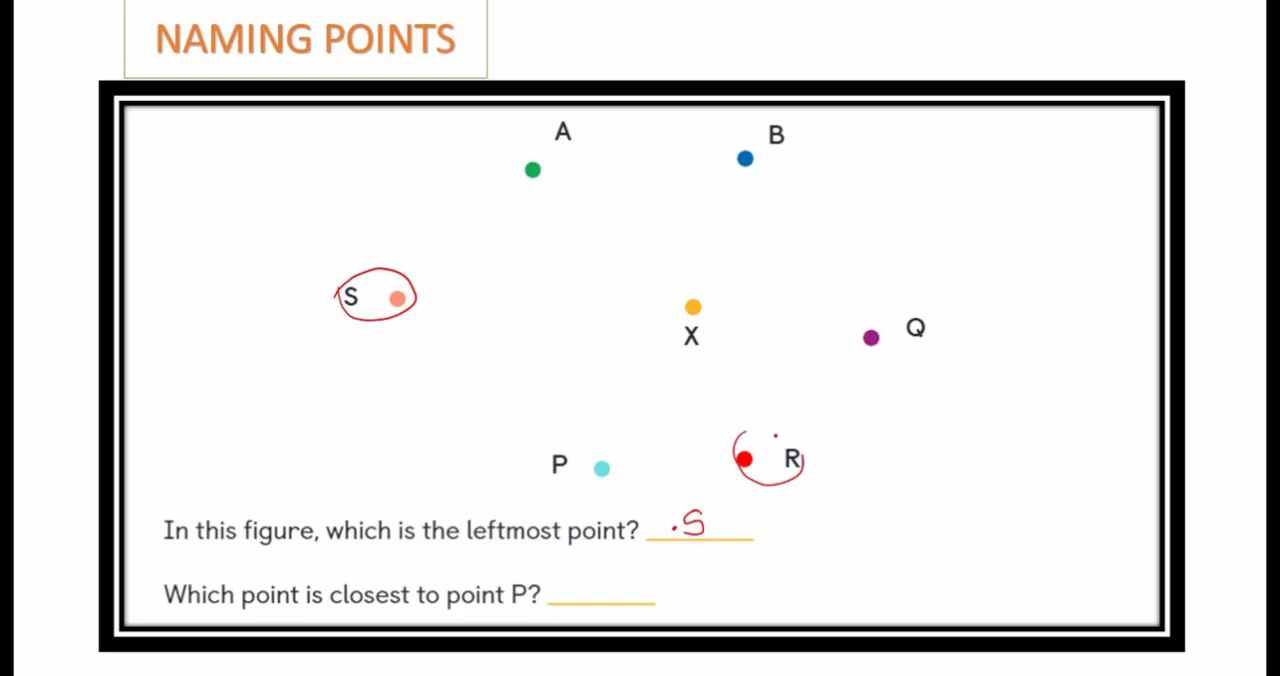 NAMING POINTS
A
B
S
X
Q
P
R
In this figure, which is the leftmost point? .S
Which point is closest to point P?